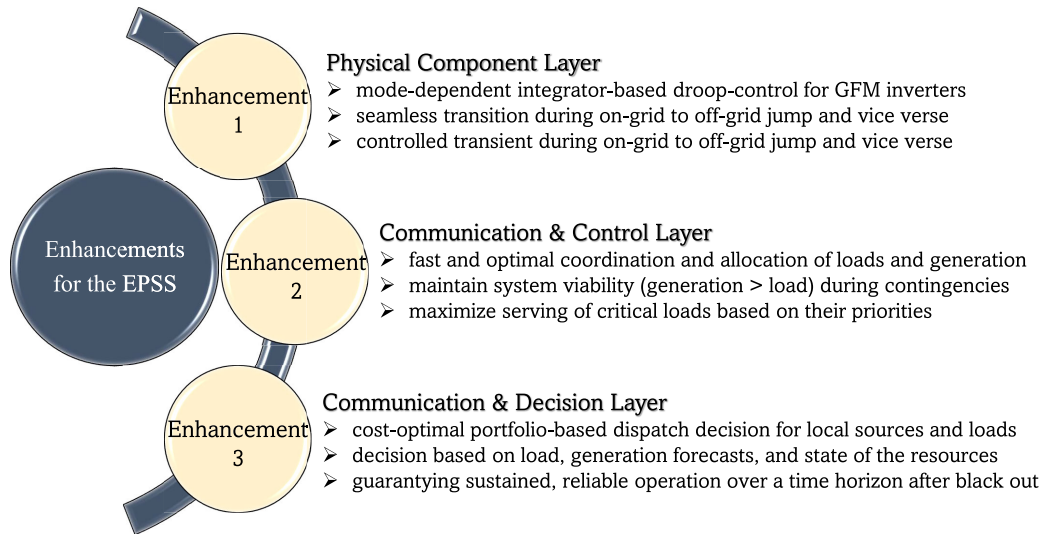 Enhancements
for the EPSS
Enhancement
1
Physical Component Layer
➢ mode-dependent integrator-based droop-control for GFM inverters
➢ seamless transition during on-grid to off-grid jump and vice verse
➢ controlled transient during on-grid to off-grid jump and vice verse
Enhancement
2
Communication & Control Layer
➢ fast and optimal coordination and allocation of loads and generation
➢ maintain system viability (generation > load) during contingencies
➢ maximize serving of critical loads based on their priorities
Enhancement
3
Communication & Decision Layer
➢ cost-optimal portfolio-based dispatch decision for local sources and loads
➢ decision based on load, generation forecasts, and state of the resources
➢ guarantying sustained, reliable operation over a time horizon after black out